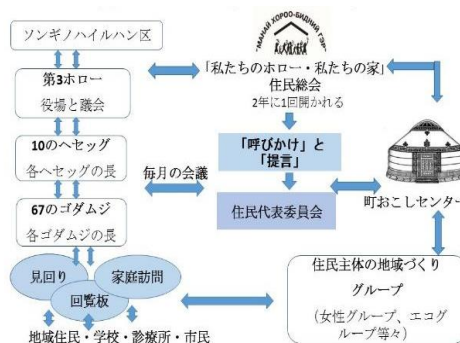 ソンギノハイルハン区
第3ホロー
役場と議会
10のヘセッグ
各ヘセッグの長
67のゴダムジ
各ゴダムジの長
見回り
家庭訪問
回覧板
地域住民・学校・診療所・市民
毎月の会議
"МАНАЙ ХОРОО-БИДНИЙ ГЭР"
「私たちのホロー・私たちの家」
住民総会
2年に1回開かれる
「呼びかけ」と
「提言」
住民代表委員会
町おこしセンター
住民主体の地域づくり
グループ
(女性グループ、エコグ
ループ等々)